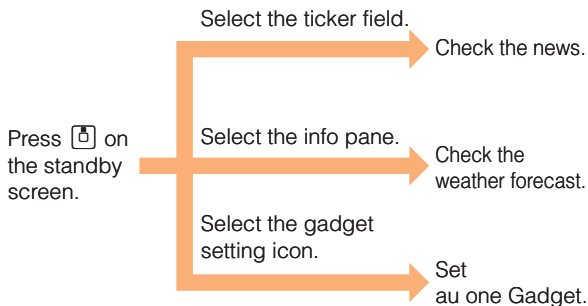 Select the ticker field.
Check the news.
Press on
the standby
screen.
Select the info pane.
Check the
weather forecast.
Select the gadget
setting icon.
Set
au one Gadget.